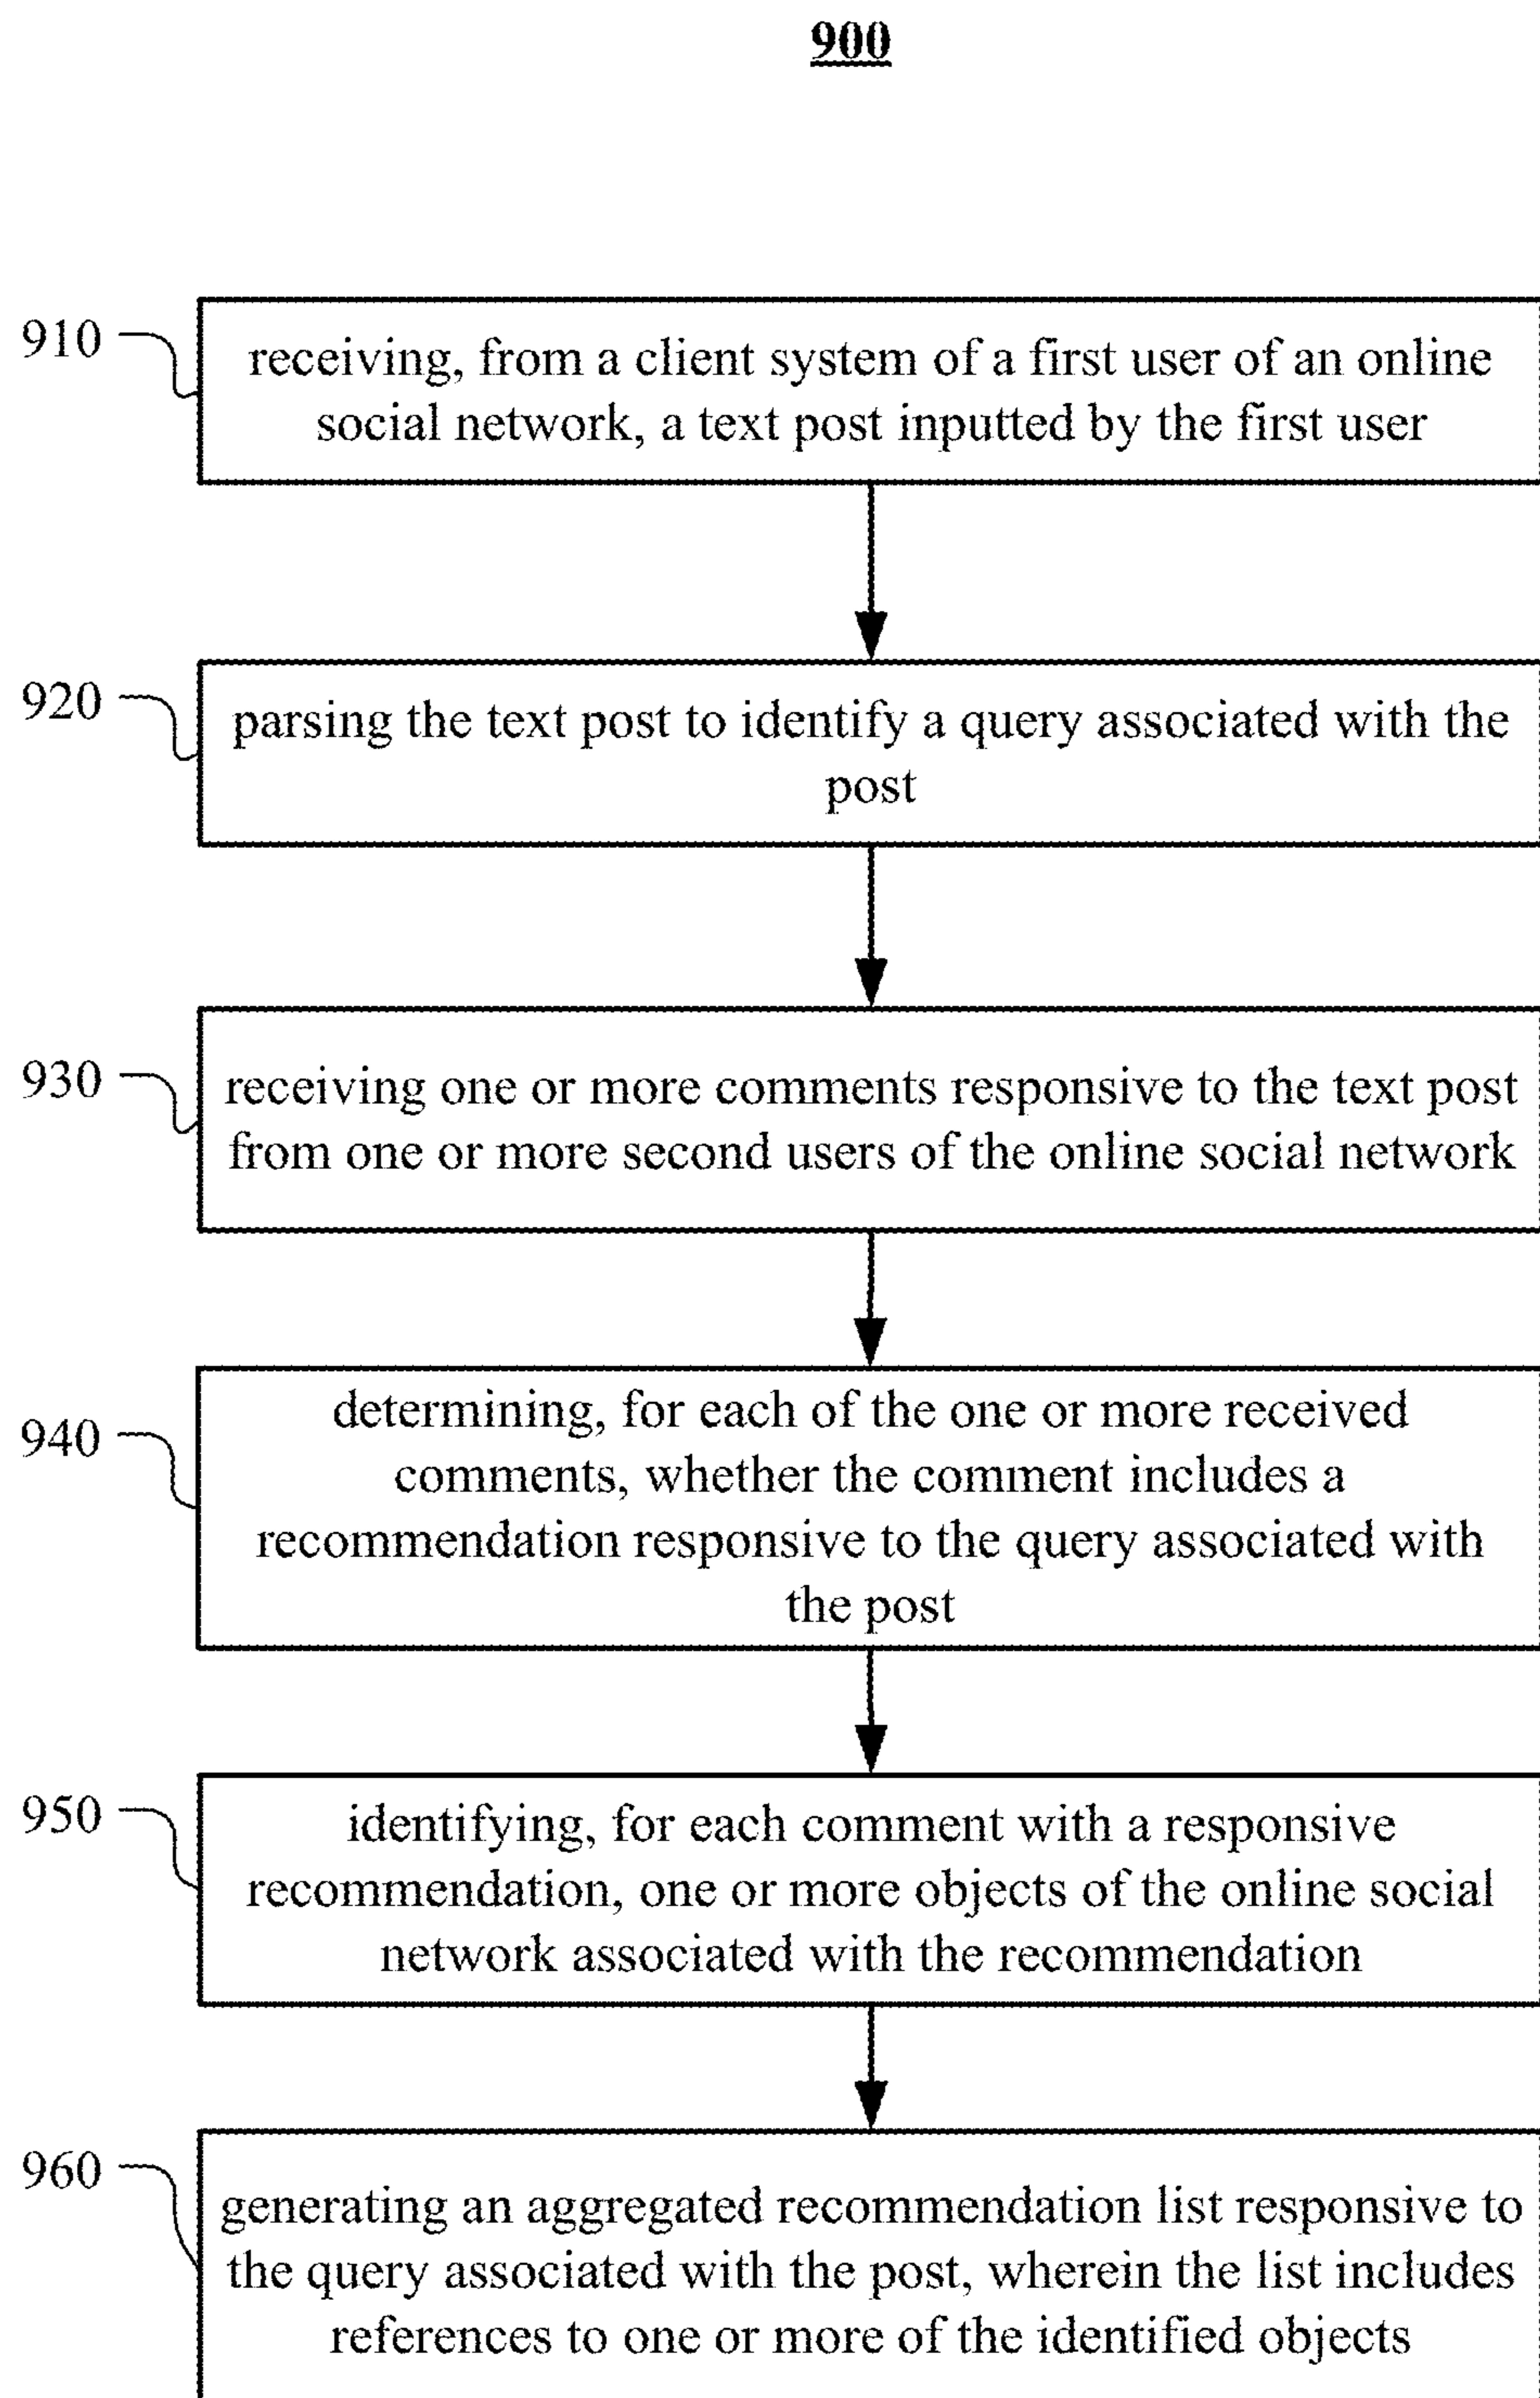 900
910
receiving, from a client system of a first user of an online
social network, a text post inputted by the first user
920
parsing the text post to identify a query associated with the
post
930
receiving one or more comments responsive to the text post
from one or more second users of the online social network
940
determining, for each of the one or more received
comments, whether the comment includes a
recommendation responsive to the query associated with
the post
950
identifying, for each comment with a responsive
recommendation, one or more objects of the online social
network associated with the recommendation
960
generating an aggregated recommendation list responsive to
the query associated with the post, wherein the list includes
references to one or more of the identified objects